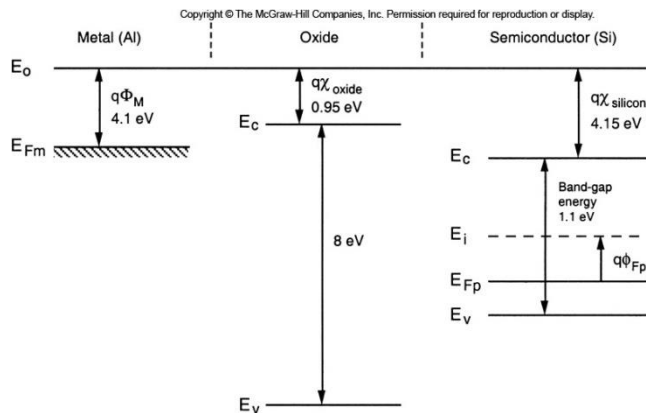 Copyright © The McGraw-Hill Companies, Inc. Permission required for reproduction or display.
Metal (Al) Oxide Semiconductor (Si)
E₀
qΦM
4.1 eV
EFm
qχoxide
0.95 eV
Ec
8 eV
Ev
qχsilicon
4.15 eV
Ec
Band-gap
energy
1.1 eV
Ei
qϕFp
EFp
Ev